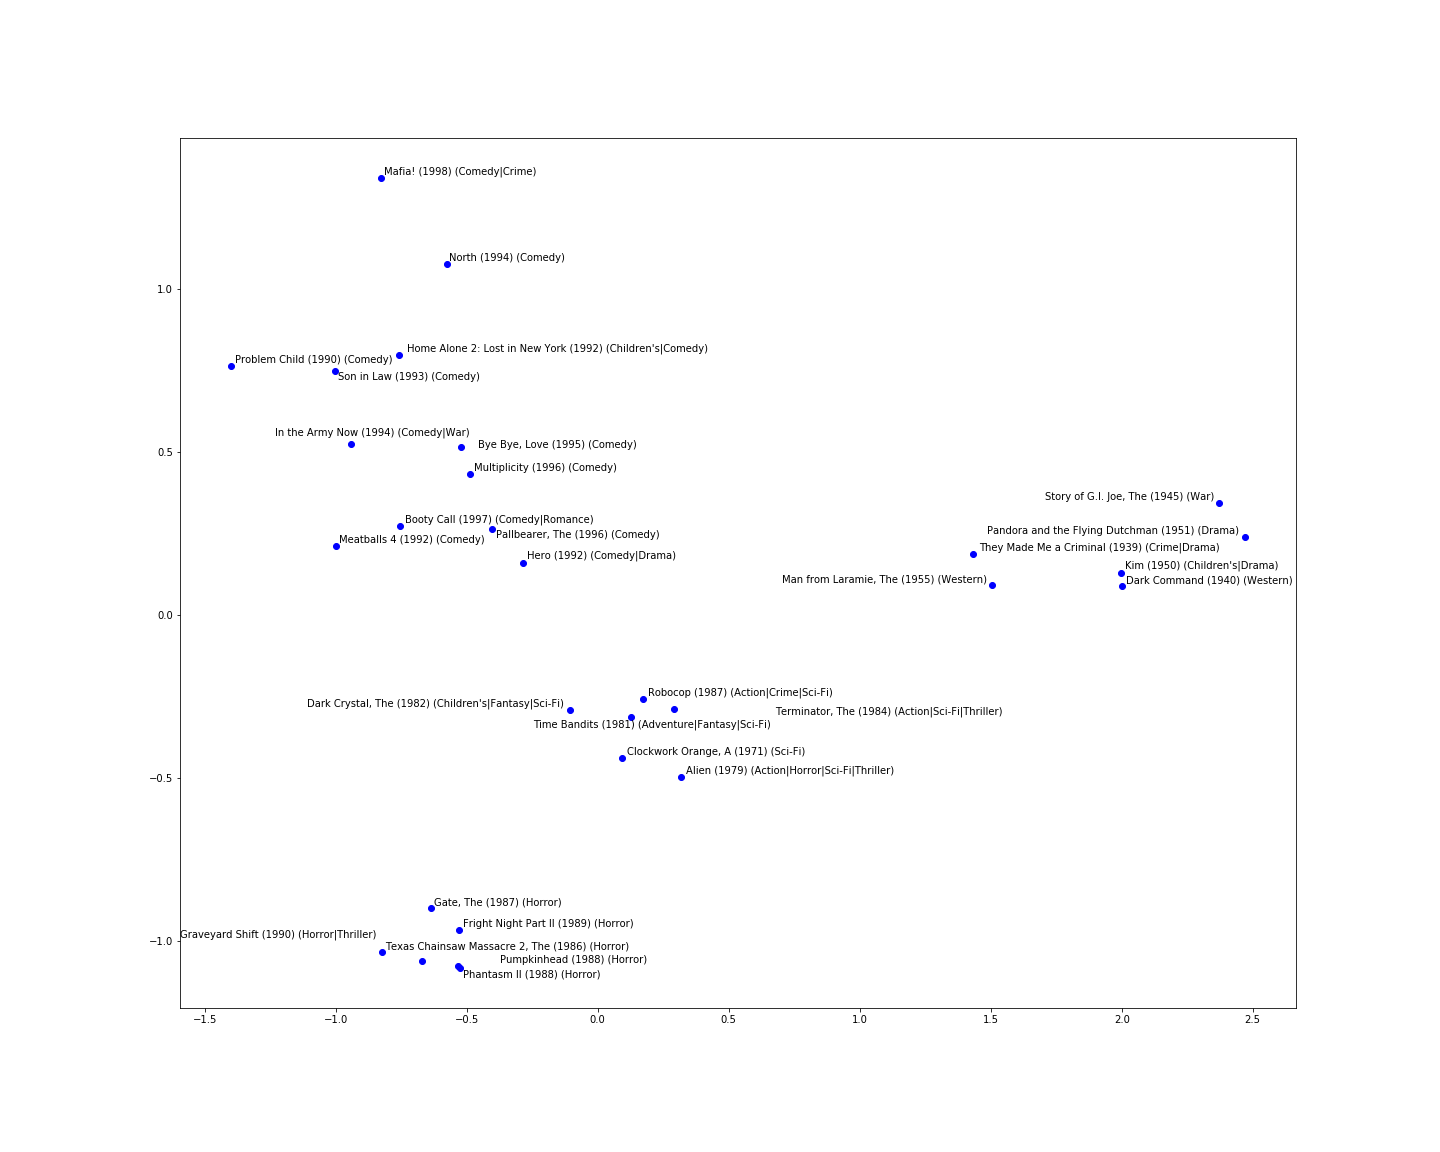 Mafia! (1998) (Comedy|Crime)
North (1994) (Comedy)
1.0
Home Alone 2: Lost in New York (1992) (Children's|Comedy)
Problem Child (1990) (Comedy)
Son in Law (1993) (Comedy)
In the Army Now (1994) (Comedy|War)
Bye Bye, Love (1995) (Comedy)
0.5
Multiplicity (1996) (Comedy)
Story of G.I. Joe, The (1945) (War)
Booty Call (1997) (Comedy|Romance)
Pandora and the Flying Dutchman (1951) (Drama)
Pallbearer, The (1996) (Comedy)
Meatballs 4 (1992) (Comedy)
They Made Me a Criminal (1939) (Crime|Drama)
Hero (1992) (Comedy|Drama)
Kim (1950) (Children's|Drama)
Man from Laramie, The (1955) (Western)
Dark Command (1940) (Western)
0.0
Robocop (1987) (Action|Crime|Sci-Fi)
Dark Crystal, The (1982) (Children's|Fantasy|Sci-Fi)
Terminator, The (1984) (Action|Sci-Fi|Thriller)
Time Bandits (1981) (Adventure|Fantasy|Sci-Fi)
Clockwork Orange, A (1971) (Sci-Fi)
Alien (1979) (Action|Horror|Sci-Fi|Thriller)
−0.5
Gate, The (1987) (Horror)
Fright Night Part II (1989) (Horror)
Graveyard Shift (1990) (Horror|Thriller)
−1.0
Texas Chainsaw Massacre 2, The (1986) (Horror)
Pumpkinhead (1988) (Horror)
Phantasm II (1988) (Horror)
−1.5 −1.0 −0.5 0.0 0.5 1.0 1.5 2.0 2.5